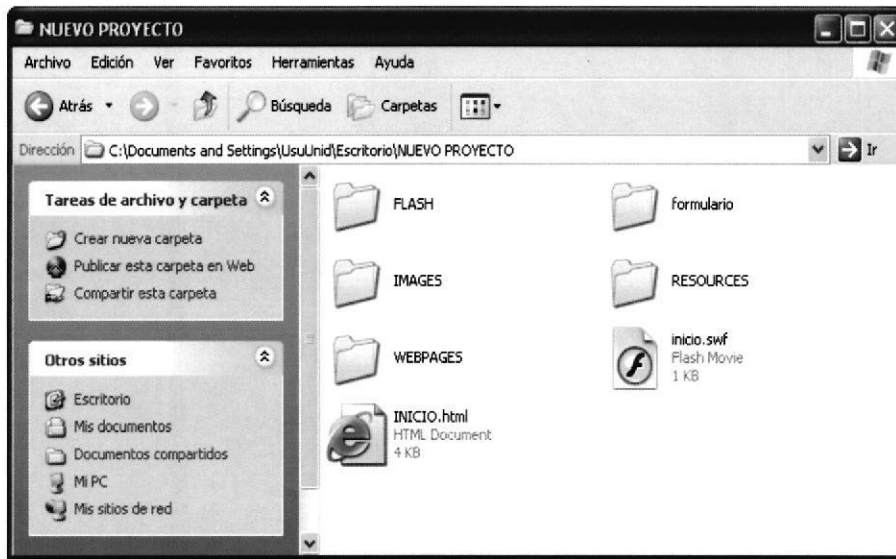 NUEVO PROYECTO
Archivo Edición Ver Favoritos Herramientas Ayuda
Atrás Búsqueda Carpetas
Dirección C:\Documents and Settings\UsuUnid\Escritorio\NUEVO PROYECTO Ir
Tareas de archivo y carpeta
Crear nueva carpeta
Publicar esta carpeta en Web
Compartir esta carpeta
Otros sitios
Escritorio
Mis documentos
Documentos compartidos
Mi PC
Mis sitios de red
FLASH
formulario
IMAGES
RESOURCES
WEBPAGES
inicio.swf
Flash Movie
1 KB
INICIO.html
HTML Document
4 KB